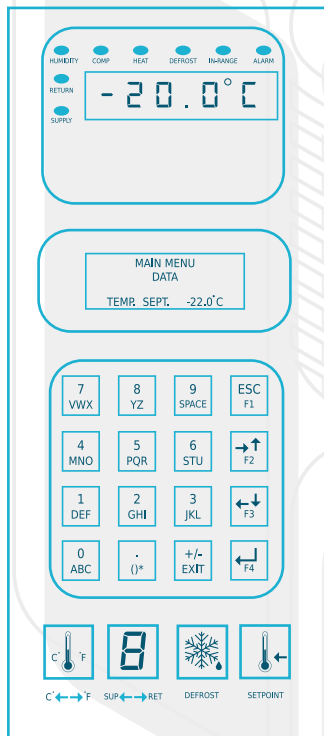 HUMIDITY COMP HEAT DEFROST IN-RANGE ALARM
RETURN
SUPPLY
-20.0°C
MAIN MENU
DATA
TEMP. SEPT. -22.0°C
7 8 9 ESC
VWX YZ SPACE F1
4 5 6 →↑
MNO PQR STU F2
1 2 3 ←↓
DEF GHI JKL F3
0 . +/- ↵
ABC ()* EXIT F4
C° °F 8
C°←→°F SUP←→RET DEFROST SETPOINT